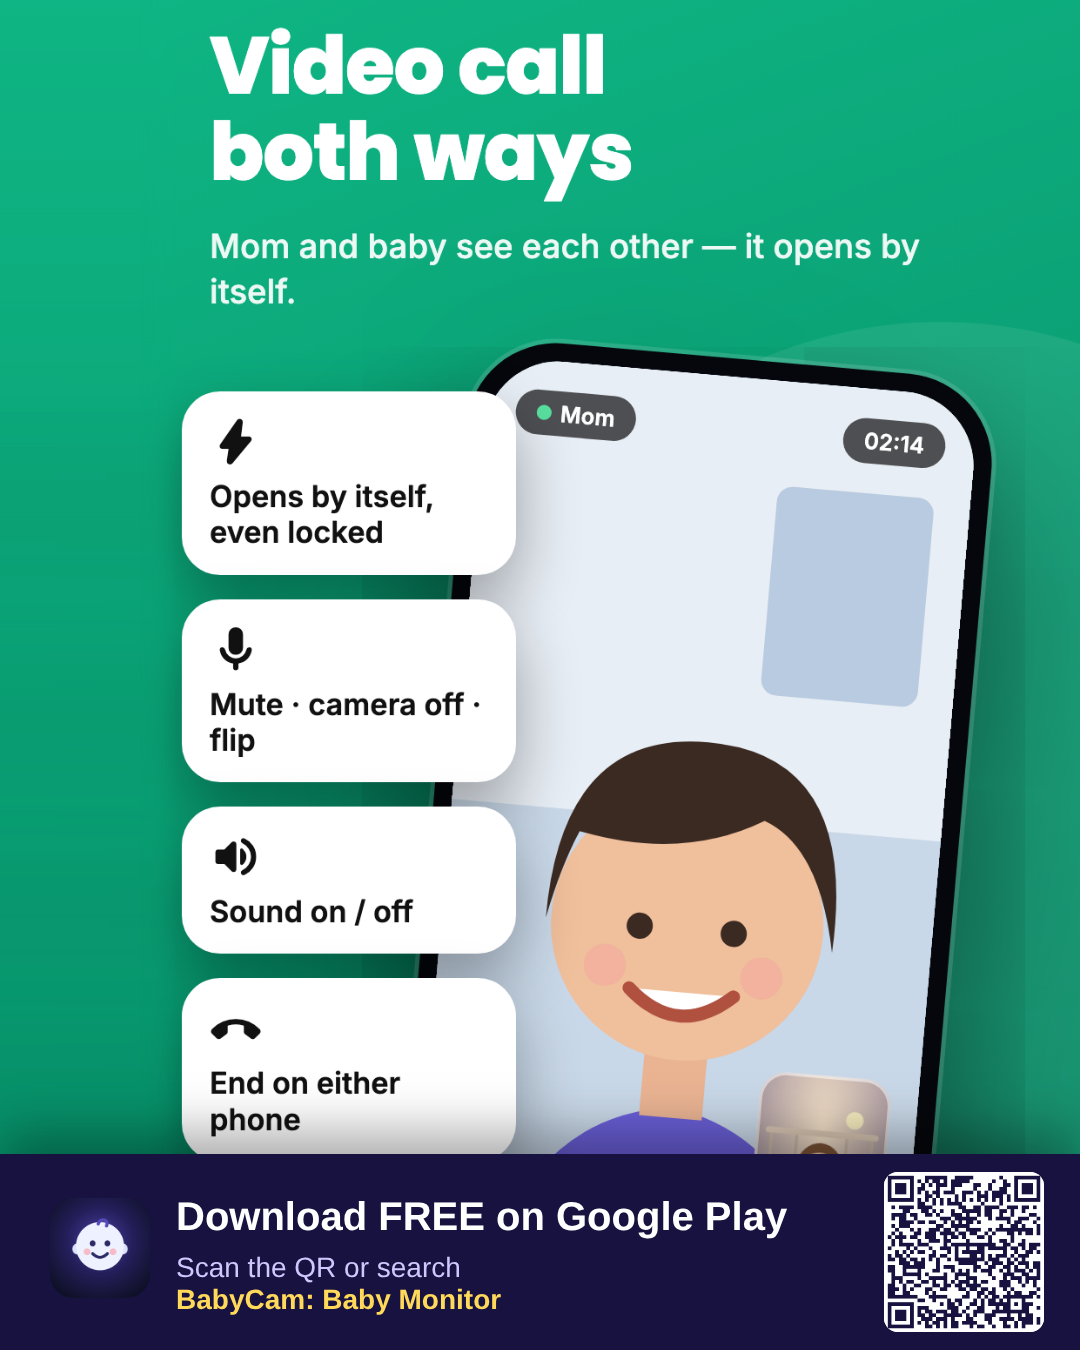 Video call
both ways
Mom and baby see each other — it opens by
itself.
Mom
02:14
Opens by itself,
even locked
Mute · camera off ·
flip
Sound on / off
End on either
phone
Download FREE on Google Play
Scan the QR or search
BabyCam: Baby Monitor